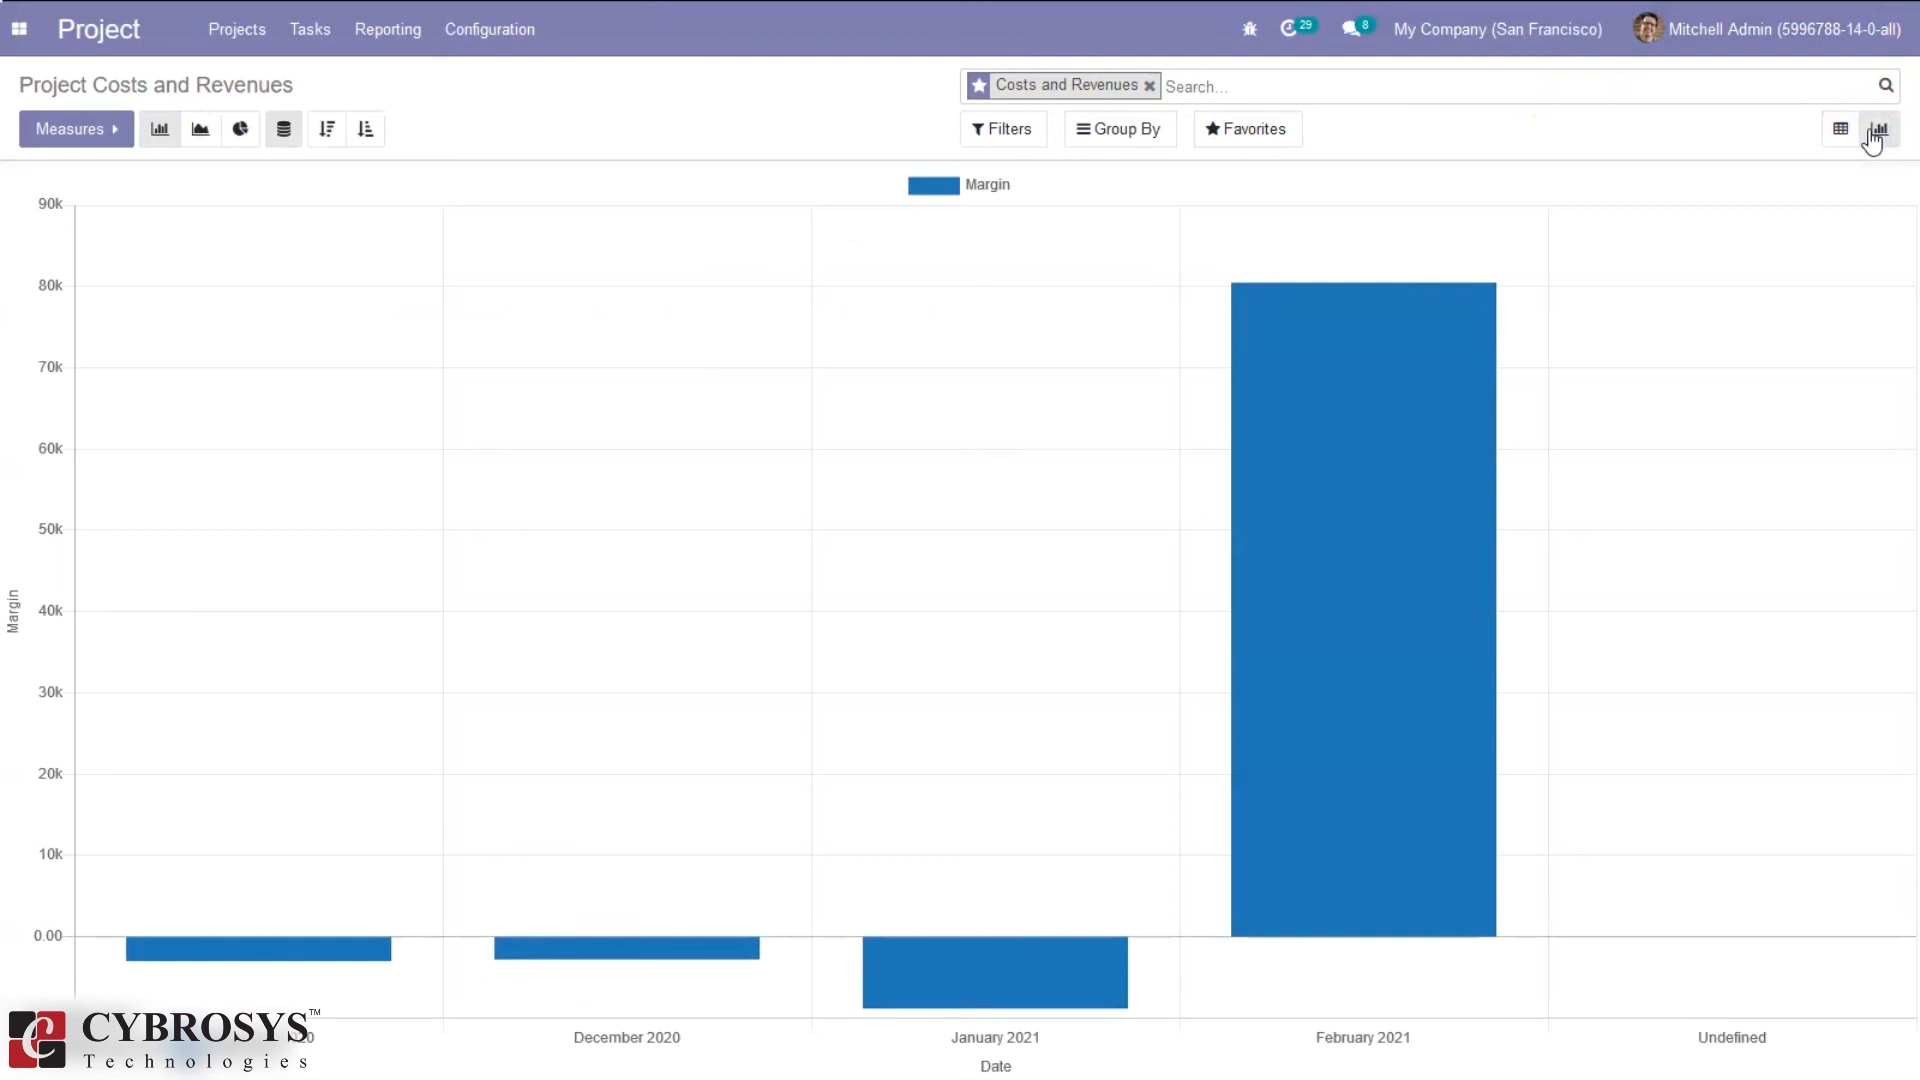 Project
Projects
Tasks
Reporting
Configuration
29
8
My Company (San Francisco)
Mitchell Admin (5996788-14-0-all)
Project Costs and Revenues
Costs and Revenues
Search...
Measures
Filters
Group By
Favorites
Margin
90k
80k
70k
60k
50k
40k
30k
20k
10k
0.00
Margin
December 2020
January 2021
February 2021
Undefined
Date
CYBROSYS™
Technologies